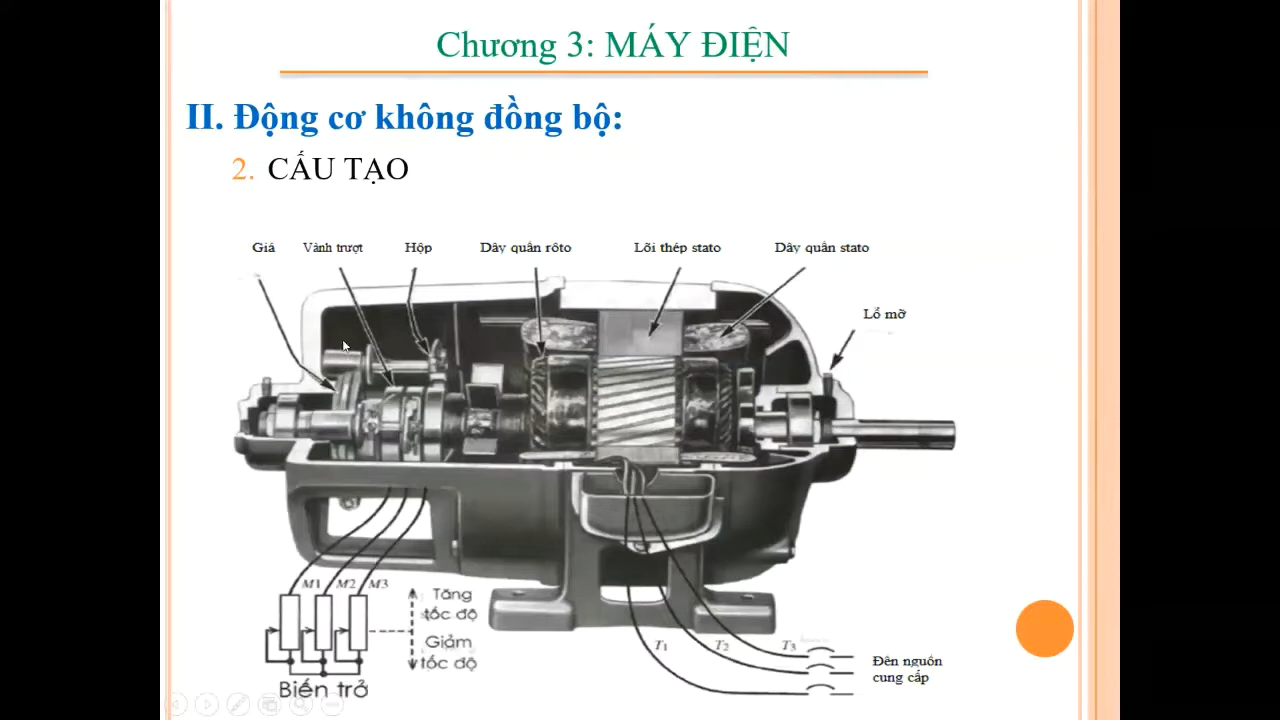 Chương 3: MÁY ĐIỆN
II. Động cơ không đồng bộ:
2. CẤU TẠO
Giá Vành trượt Hộp Dây quấn rôto Lõi thép stato Dây quấn stato
Lổ mỡ
M1 M2 M3
Tăng
tốc độ
Giảm
tốc độ
Biến trở
T1 T2 T3
Đên nguồn
cung cấp